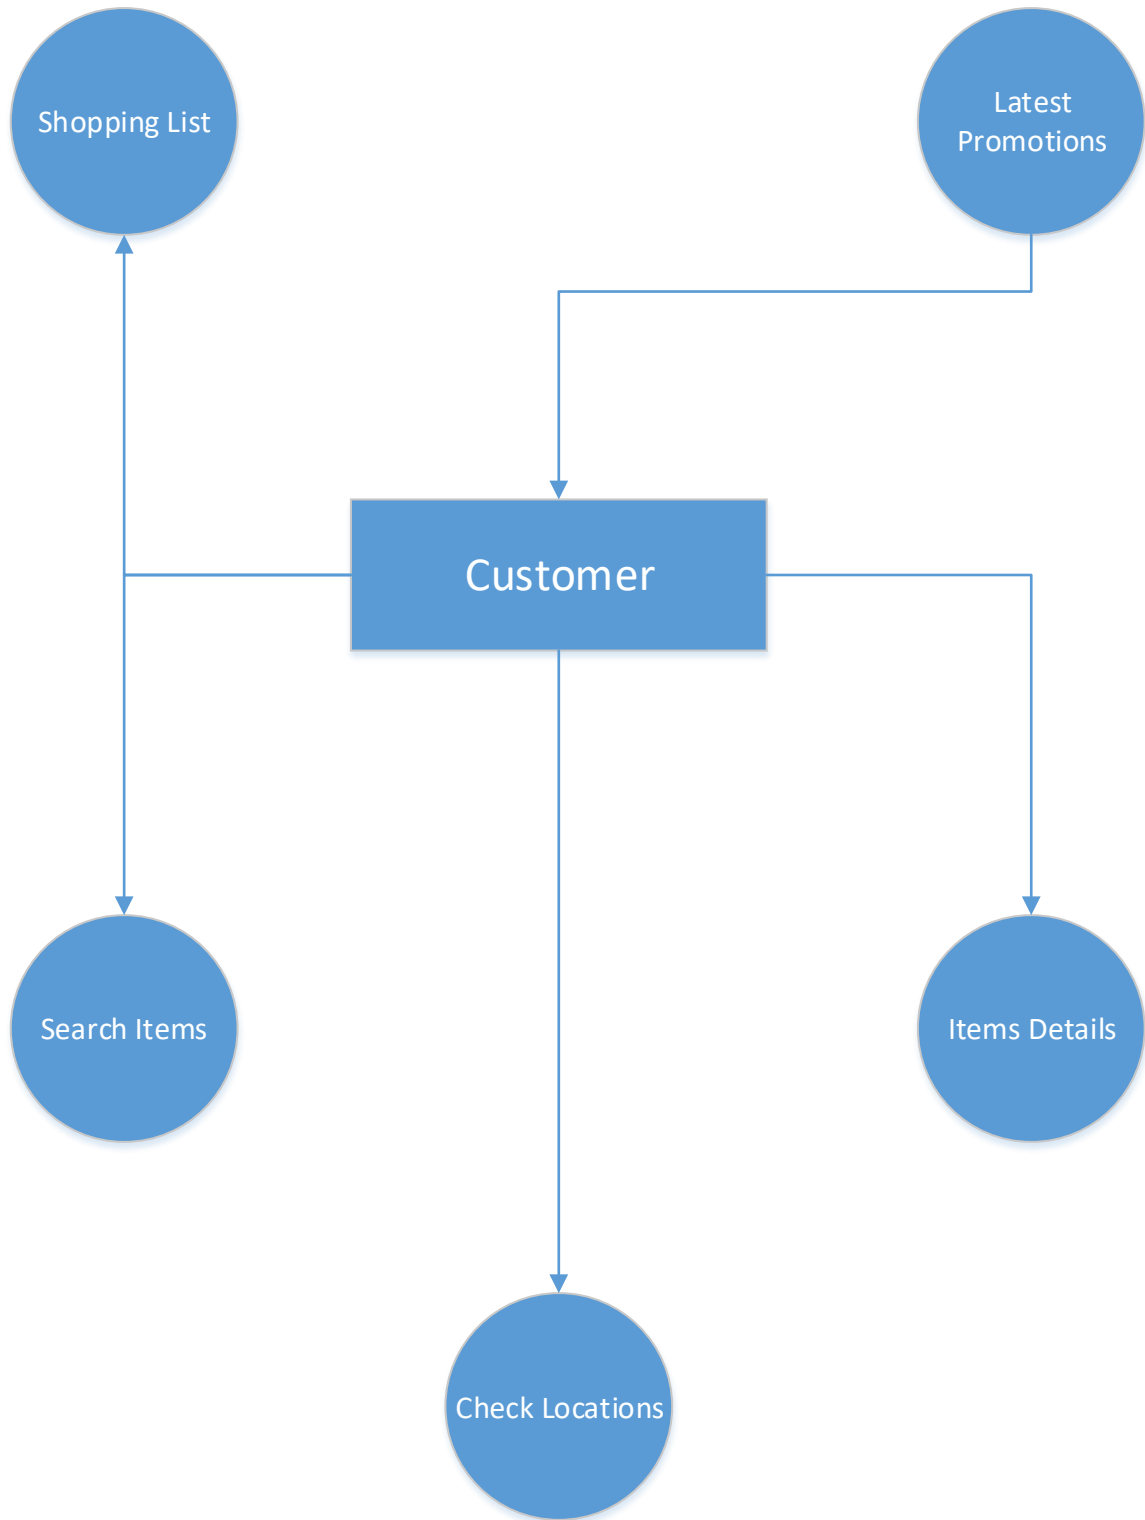 Shopping List
Latest
Promotions
Customer
Search Items
Items Details
Check Locations